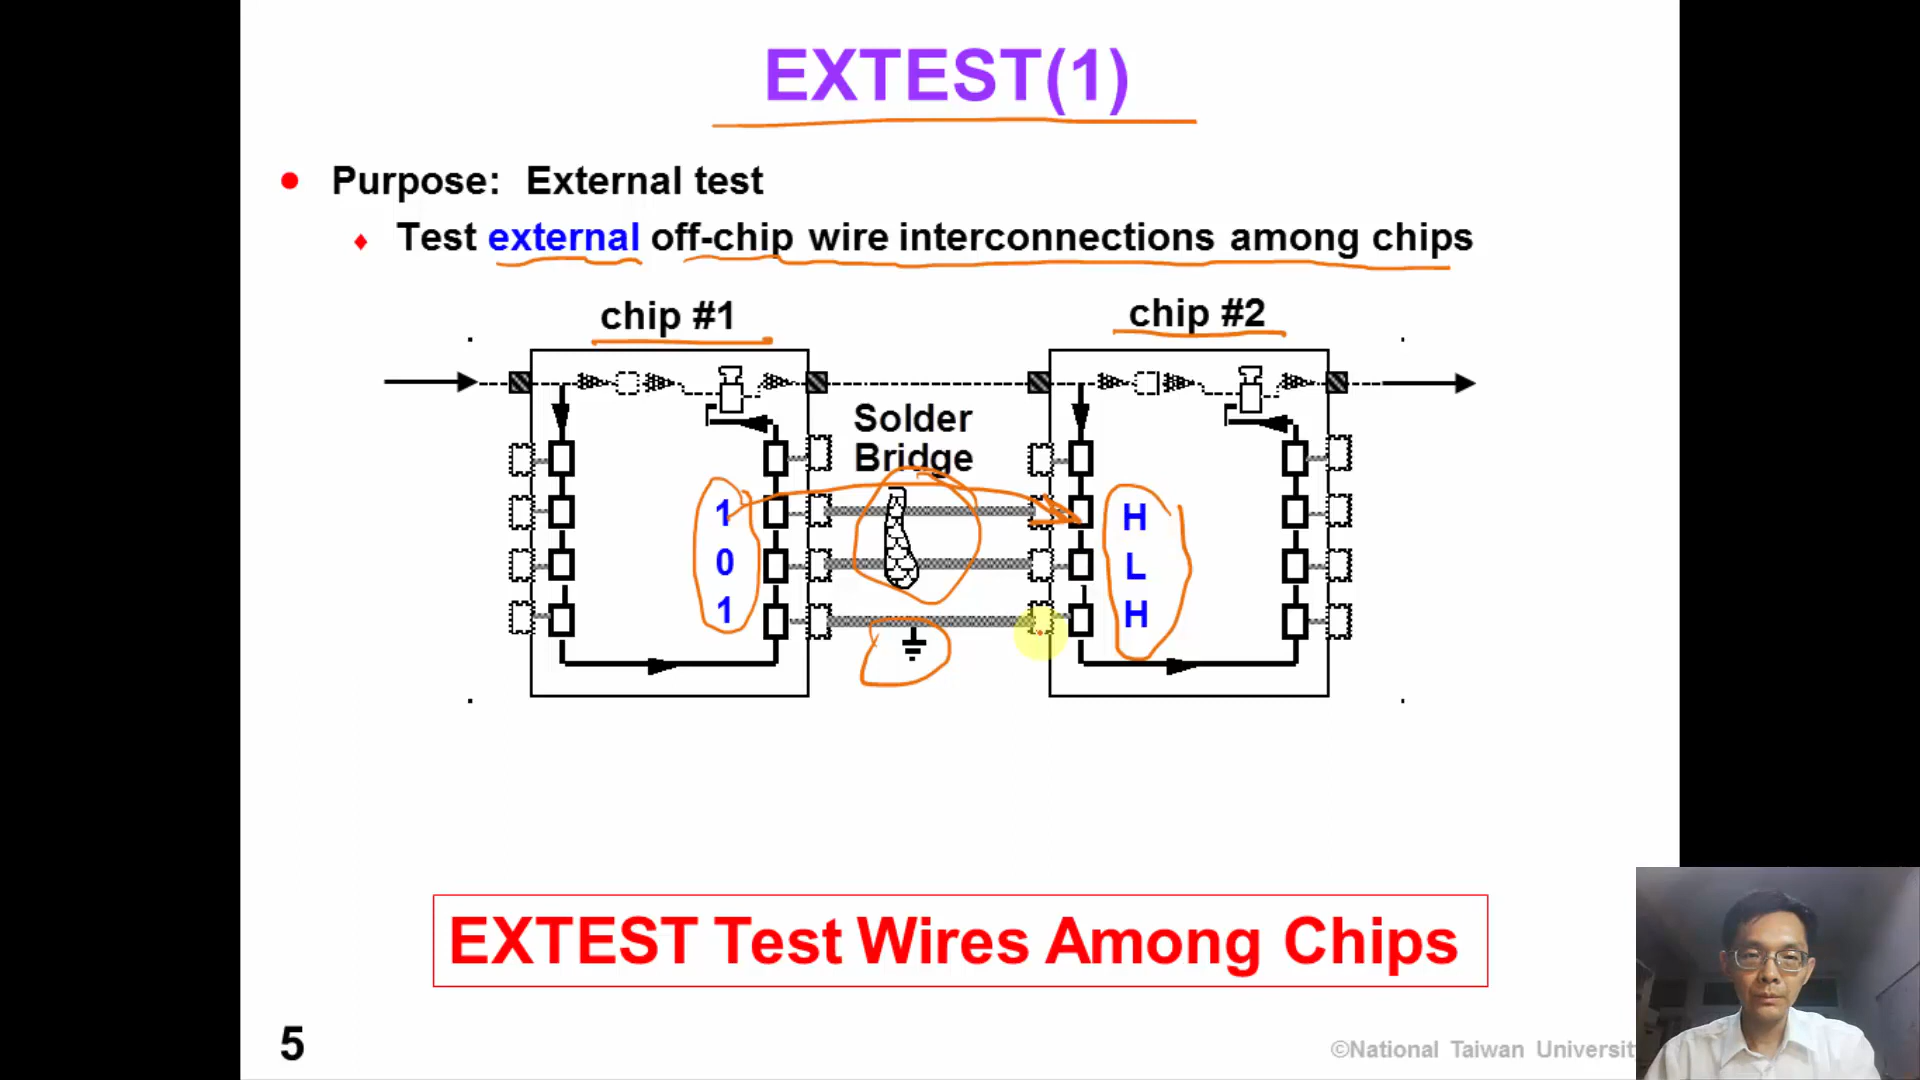 EXTEST(1)
Purpose: External test
Test external off-chip wire interconnections among chips
chip #1
chip #2
Solder
Bridge
1
0
1
H
L
H
EXTEST Test Wires Among Chips
5
©National Taiwan Universit